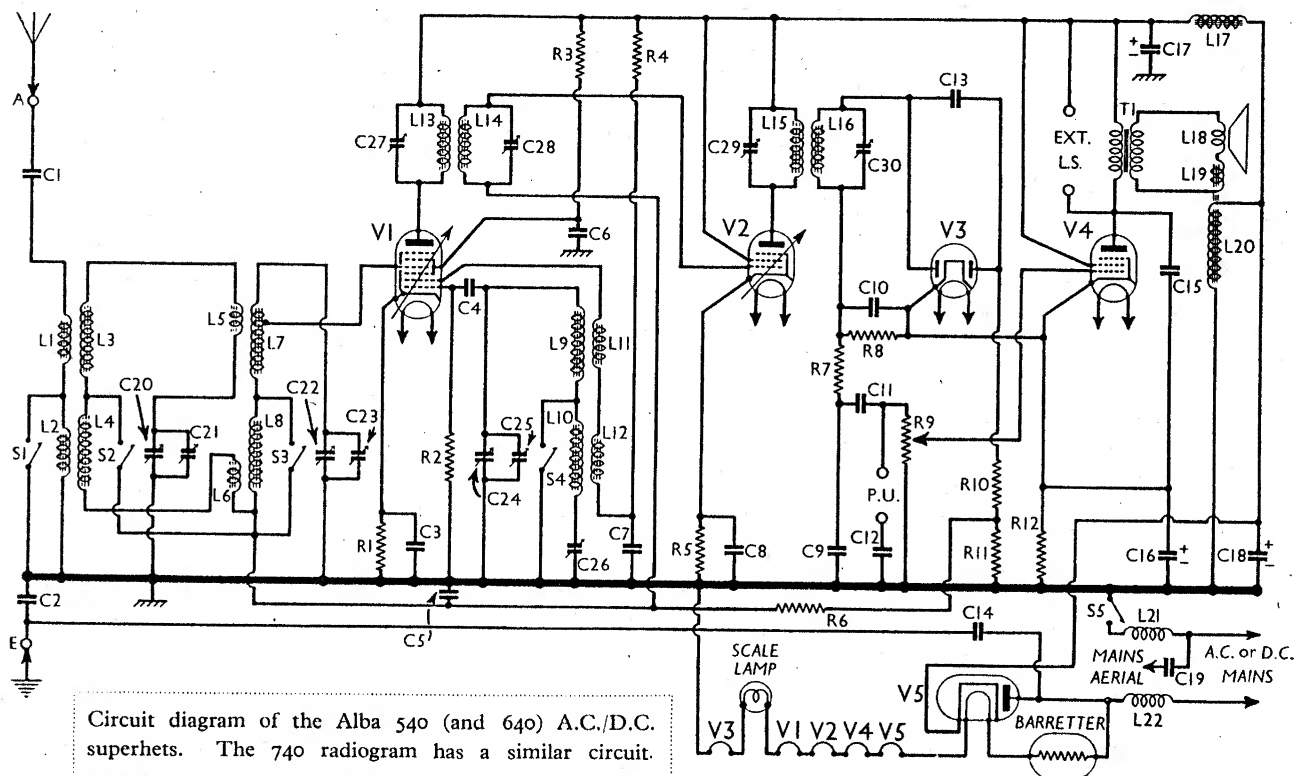 R3
R4
C17
L17
A
C13
L13
L14
C27
C28
C29
L15
L16
C30
T1
EXT.
L.S.
L18
L19
C1
V1
C6
V2
V3
V4
L20
C4
C10
C15
L1
L3
L5
L7
L9
L11
R8
R7
C20
C22
C11
L2
L4
C21
L8
C23
L10
C25
L12
R9
S1
S2
L6
S3
R2
S4
P.U.
C24
R10
R1
C3
C26
C7
R5
C8
C9
C12
R11
R12
C16
C18
C2
C5
R6
C14
S5
L21
E
SCALE
LAMP
MAINS
AERIAL
C19
A.C. or D.C.
MAINS
V5
BARRETTER
L22
V3
V1
V2
V4
V5
Circuit diagram of the Alba 540 (and 640) A.C./D.C.
superhets. The 740 radiogram has a similar circuit.